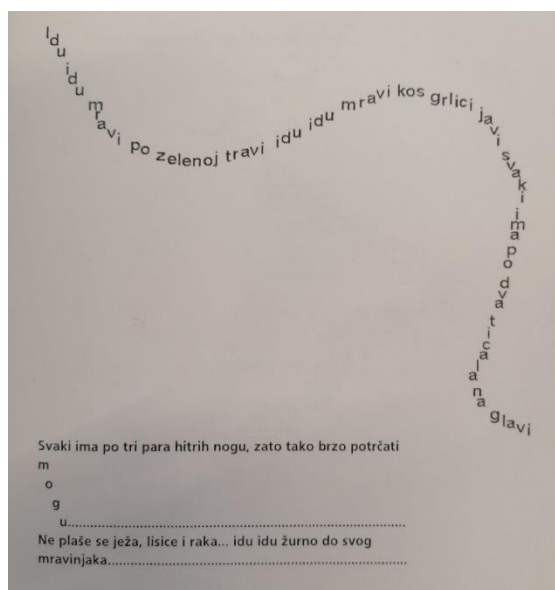 Idu idu mravi po zelenoj travi idu idu mravi kos grlici javi svaki ima po dva ticala na glavi
Svaki ima po tri para hitrih nogu, zato tako brzo potrčati
m
o
g
u......................................................................................
Ne plaše se ježa, lisice i raka... idu idu žurno do svog
mravinjaka...........................................................................